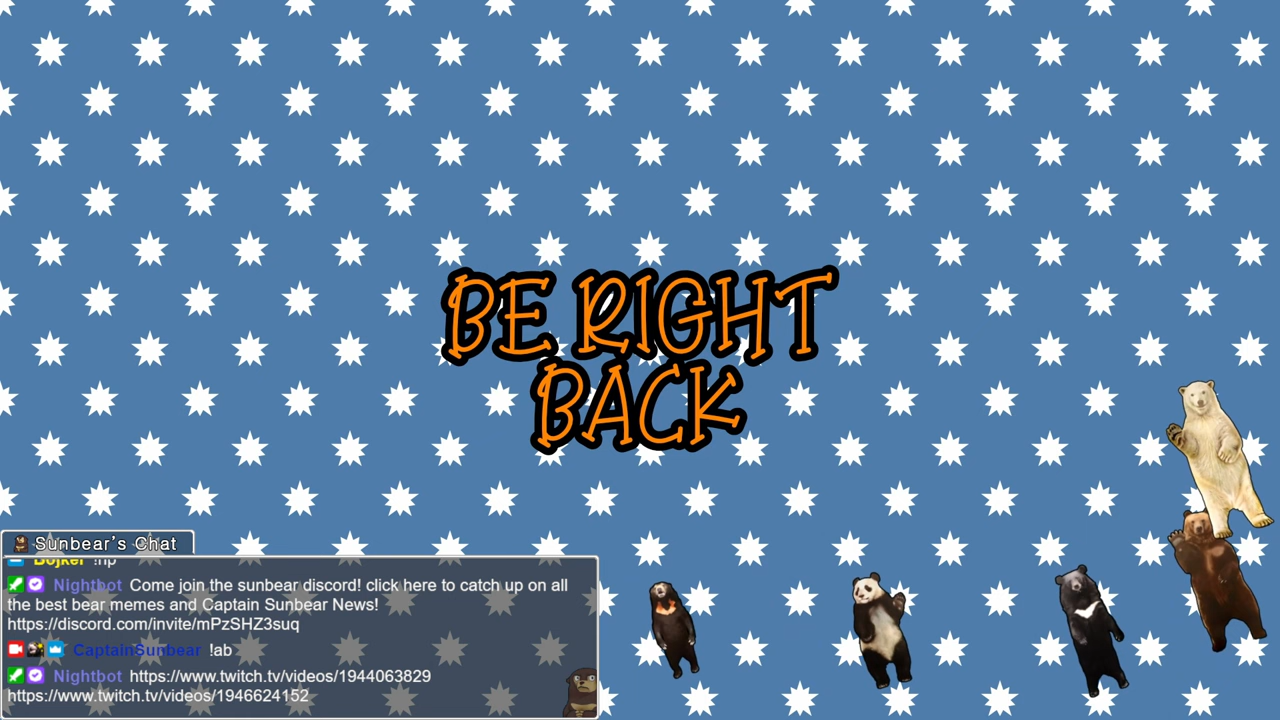 BE RIGHT
BACK
Sunbear's Chat
Bojker !np
Nightbot Come join the sunbear discord! click here to catch up on all
the best bear memes and Captain Sunbear News!
https://discord.com/invite/mPzSHZ3suq
CaptainSunbear !ab
Nightbot https://www.twitch.tv/videos/1944063829
https://www.twitch.tv/videos/1946624152